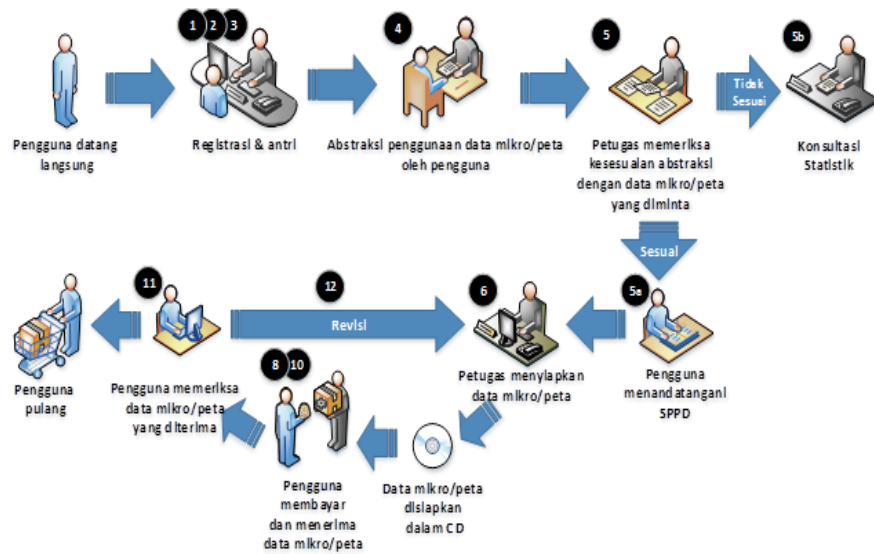 1 2 3
4
5
5b
Tidak
Sesuai
Pengguna datang
langsung
Registrasi & antri
Abstraksi penggunaan data mikro/peta
oleh pengguna
Petugas memeriksa
kesesuaian abstraksi
dengan data mikro/peta
yang diminta
Konsultasi
Statistik
Sesuai
11
12
6
5a
Revisi
Pengguna
pulang
Pengguna memeriksa
data mikro/peta
yang diterima
8 10
Petugas menyiapkan
data mikro/peta
Pengguna
menandatangani
SPPD
Pengguna
membayar
dan menerima
data mikro/peta
Data mikro/peta
disiapkan
dalam CD